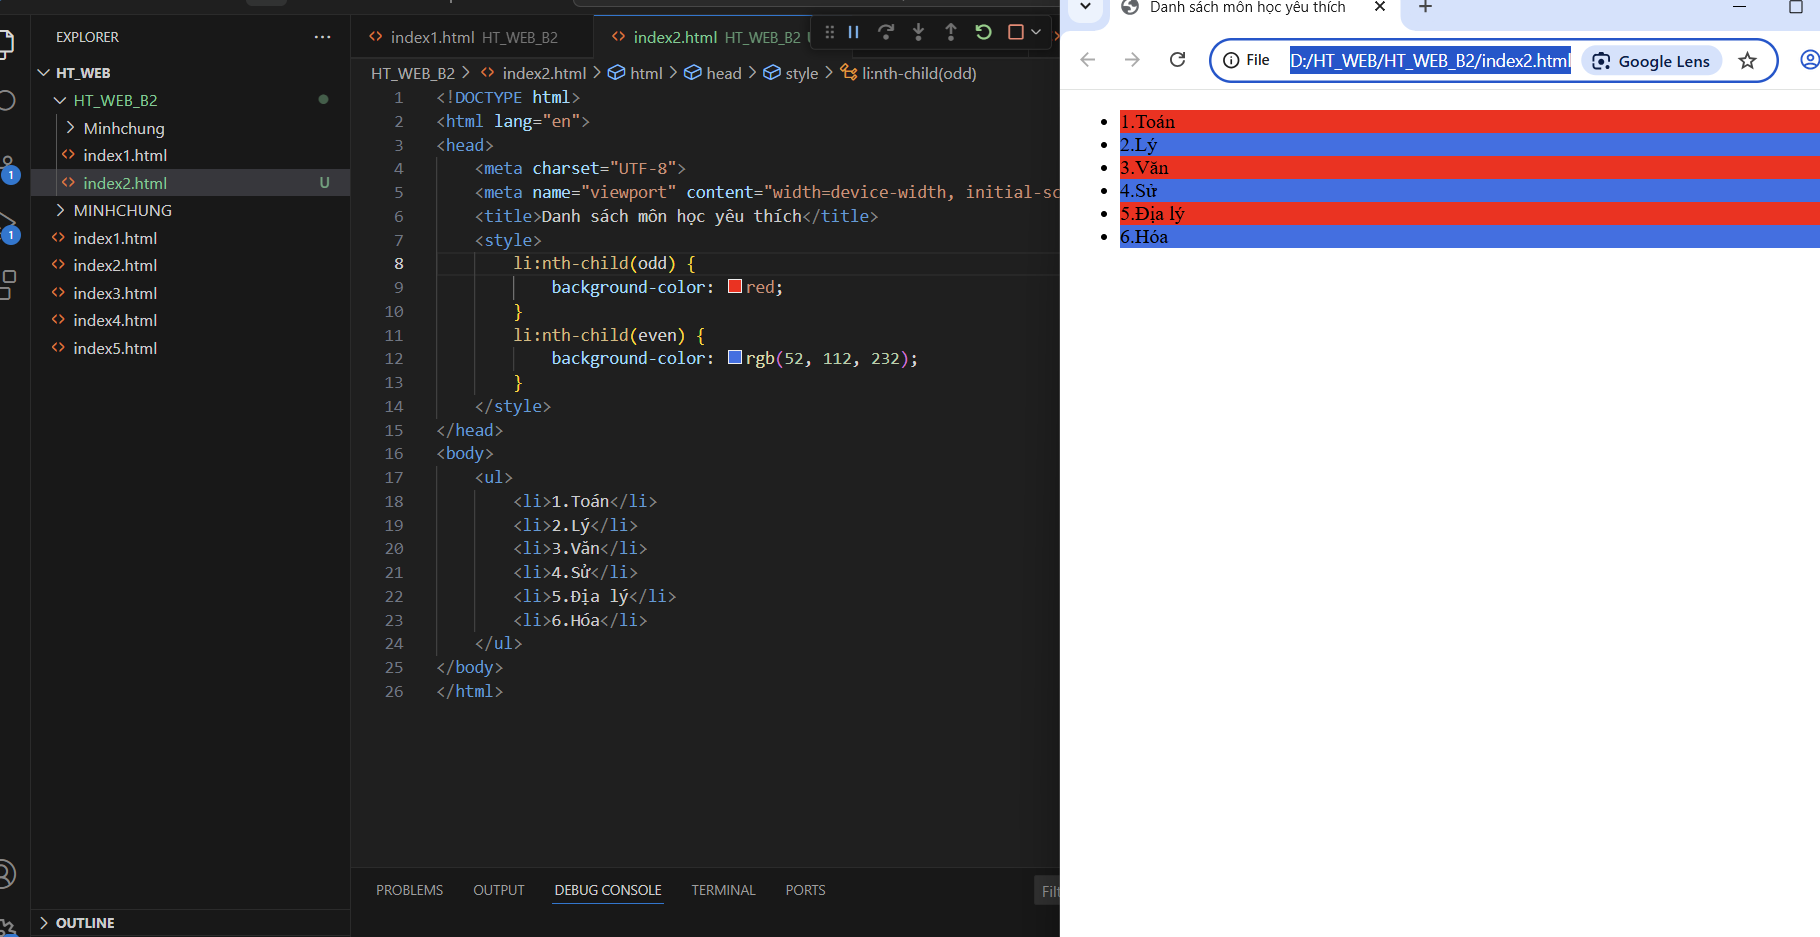 EXPLORER
HT_WEB
HT_WEB_B2
Minhchung
index1.html
index2.html U
MINHCHUNG
index1.html
index2.html
index3.html
index4.html
index5.html
OUTLINE
1
1
index1.html HT_WEB_B2
index2.html HT_WEB_B2
HT_WEB_B2 > index2.html > html > head > style > li:nth-child(odd)
1 <!DOCTYPE html>
2 <html lang="en">
3 <head>
4 <meta charset="UTF-8">
5 <meta name="viewport" content="width=device-width, initial-sc
6 <title>Danh sách môn học yêu thích</title>
7 <style>
8 li:nth-child(odd) {
9 background-color: red;
10 }
11 li:nth-child(even) {
12 background-color: rgb(52, 112, 232);
13 }
14 </style>
15 </head>
16 <body>
17 <ul>
18 <li>1.Toán</li>
19 <li>2.Lý</li>
20 <li>3.Văn</li>
21 <li>4.Sử</li>
22 <li>5.Địa lý</li>
23 <li>6.Hóa</li>
24 </ul>
25 </body>
26 </html>
PROBLEMS OUTPUT DEBUG CONSOLE TERMINAL PORTS
Filt
Danh sách môn học yêu thích
File D:/HT_WEB/HT_WEB_B2/index2.html Google Lens
1.Toán
2.Lý
3.Văn
4.Sử
5.Địa lý
6.Hóa